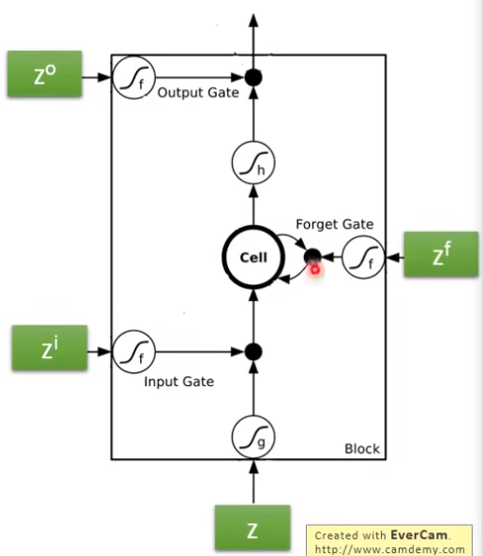 z^o
f
Output Gate
h
Forget Gate
Cell
f
z^f
z^i
f
Input Gate
g
Block
z
Created with EverCam.
http://www.camdemy.com